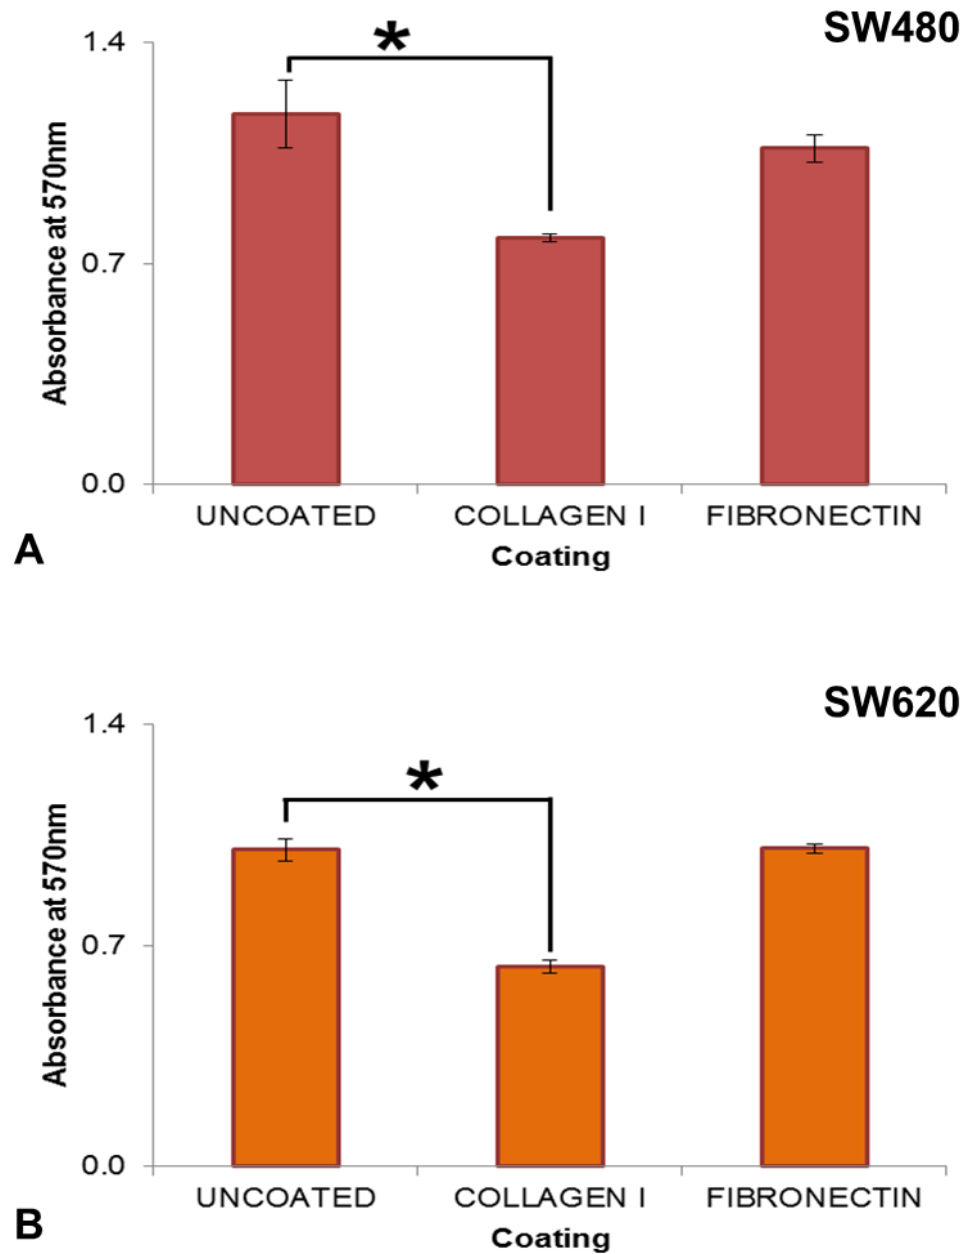 SW480
*
1.4
0.7
0.0
Absorbance at 570nm
UNCOATED COLLAGEN I FIBRONECTIN
Coating
A
SW620
*
1.4
0.7
0.0
Absorbance at 570nm
UNCOATED COLLAGEN I FIBRONECTIN
Coating
B